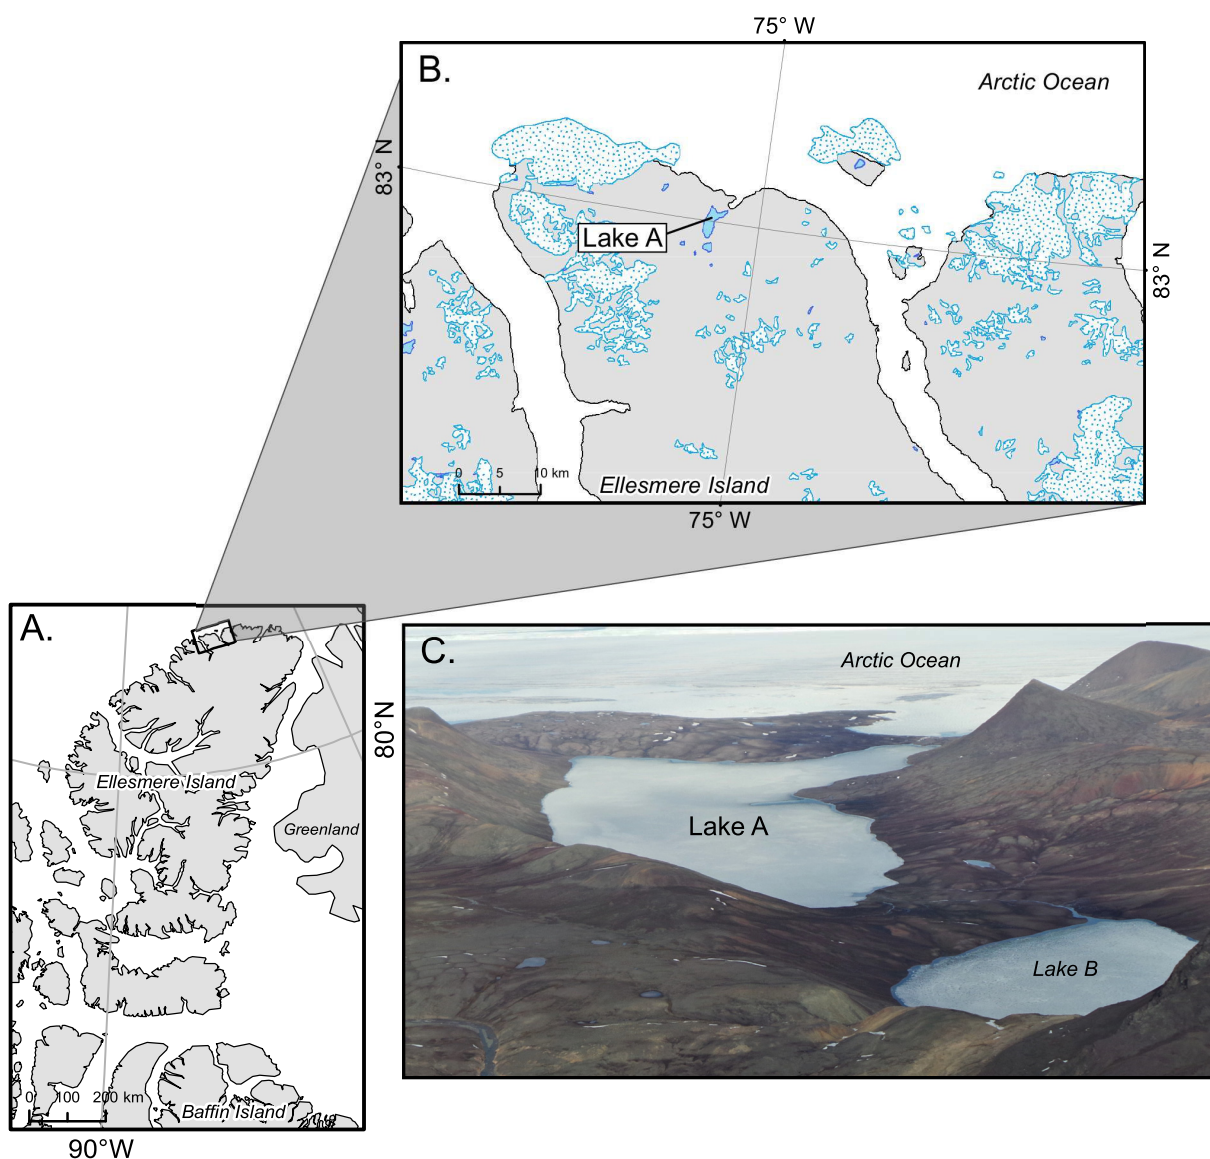 75° W
B.
Arctic Ocean
83° N
Lake A
83° N
0 5 10 km
Ellesmere Island
75° W
A.
80°N
Ellesmere Island
Greenland
0 100 200 km
Baffin Island
90°W
C.
Arctic Ocean
Lake A
Lake B